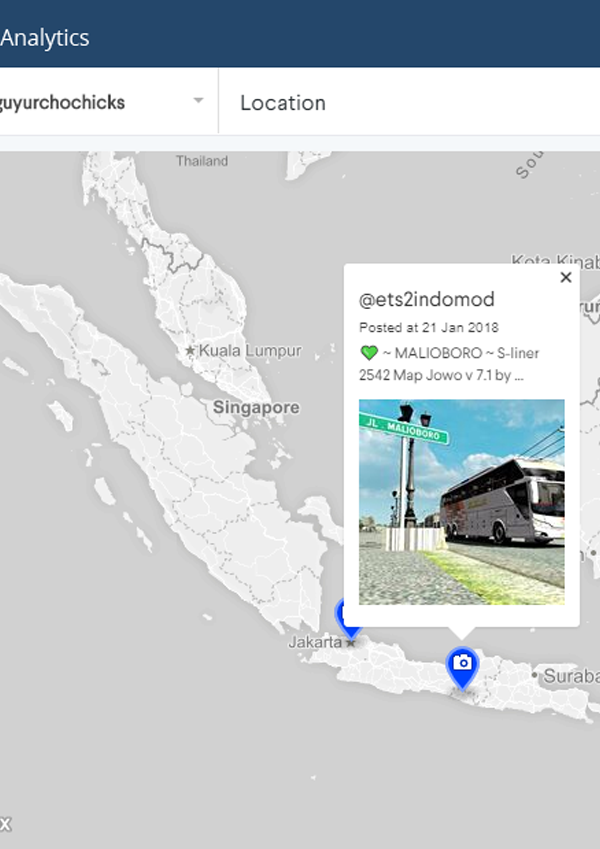 Analytics
guyurchochicks
Location
Thailand
Sou
Kota Kinab
@ets2indomod
Posted at 21 Jan 2018
💚 ~ MALIOBORO ~ S-liner
2542 Map Jowo v 7.1 by ...
JL . MALIOBORO
Kuala Lumpur
Singapore
Jakarta
Suraba